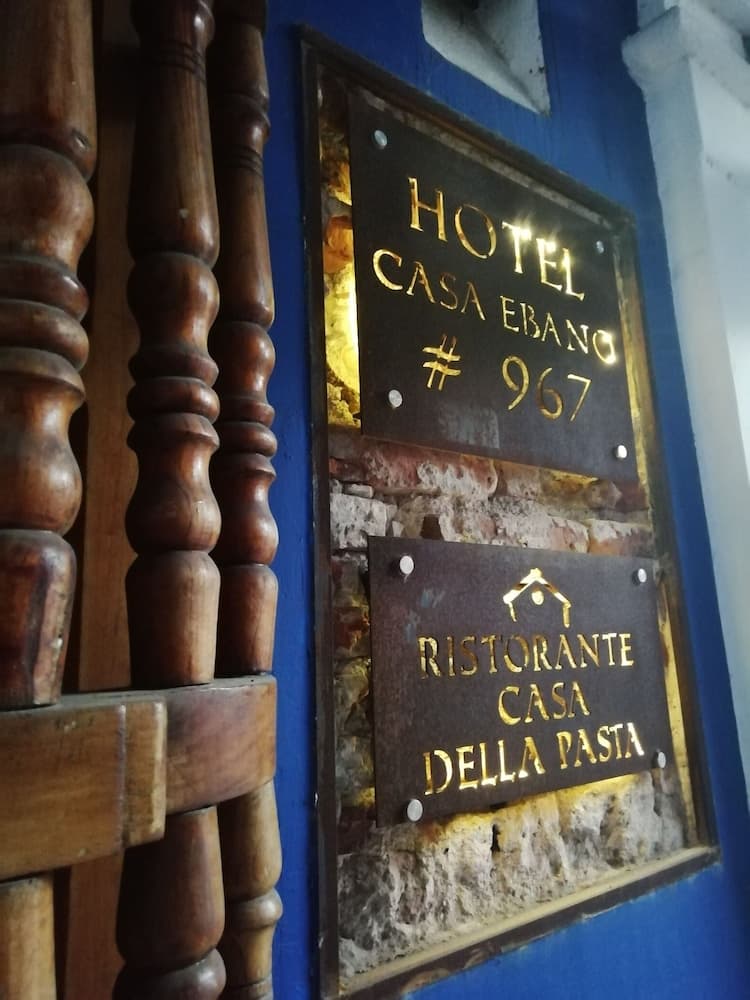 HOTEL
CASA EBANO
# 967
RISTORANTE
CASA
DELLA PASTA